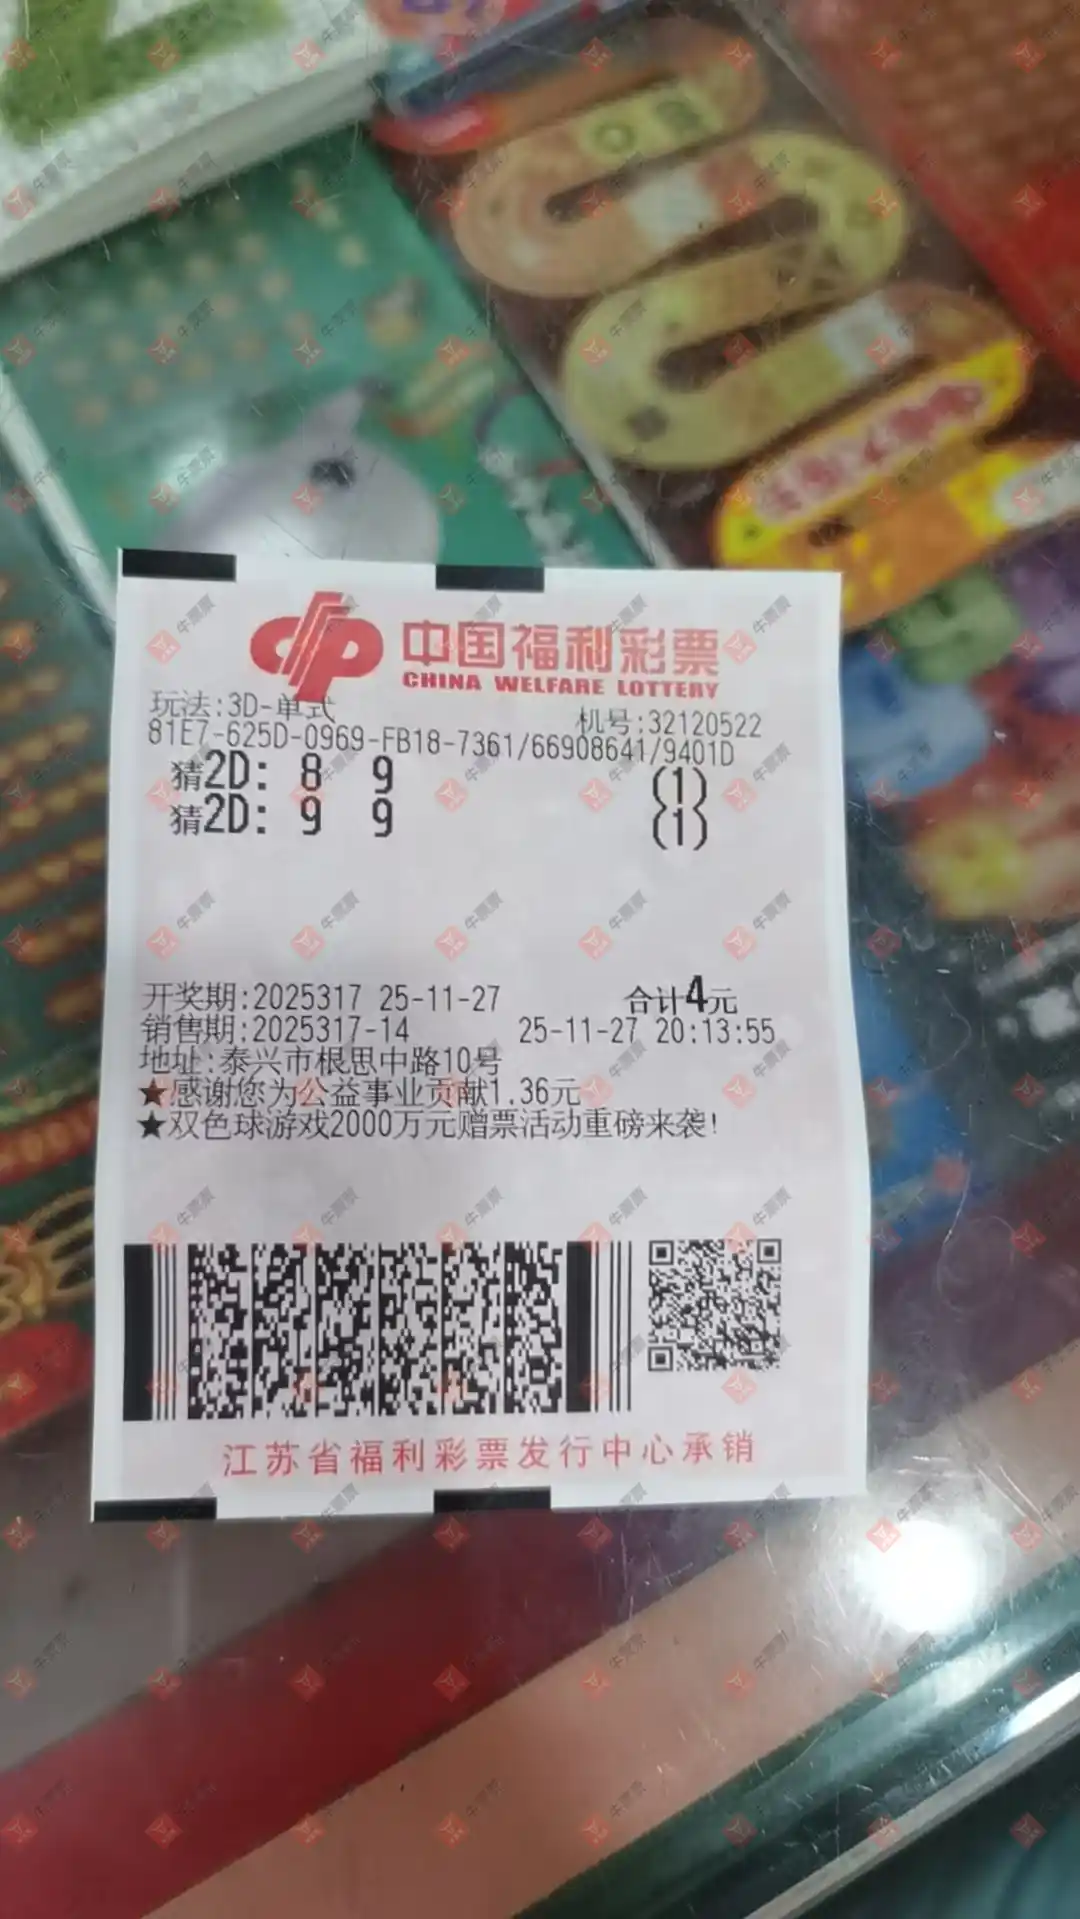 中国福利彩票
CHINA WELFARE LOTTERY
玩法:3D-单式
机号:32120522
81E7-625D-0969-FB18-7361/66908641/9401D
猜2D: 8 9 (1)
猜2D: 9 9 (1)
开奖期:2025317 25-11-27 合计4元
销售期:2025317-14 25-11-27 20:13:55
地址:泰兴市根思中路10号
★感谢您为公益事业贡献1.36元
★双色球游戏2000万元赠票活动重磅来袭!
江苏省福利彩票发行中心承销
牛票票